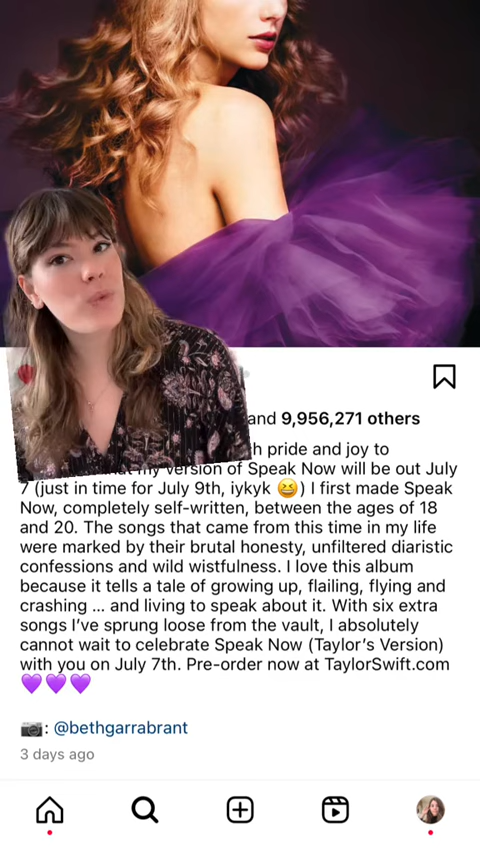 and 9,956,271 others
h pride and joy to
my version of Speak Now will be out July
7 (just in time for July 9th, iykyk 😆) I first made Speak
Now, completely self-written, between the ages of 18
and 20. The songs that came from this time in my life
were marked by their brutal honesty, unfiltered diaristic
confessions and wild wistfulness. I love this album
because it tells a tale of growing up, flailing, flying and
crashing … and living to speak about it. With six extra
songs I’ve sprung loose from the vault, I absolutely
cannot wait to celebrate Speak Now (Taylor’s Version)
with you on July 7th. Pre-order now at TaylorSwift.com
💜💜💜
📷: @bethgarrabrant
3 days ago